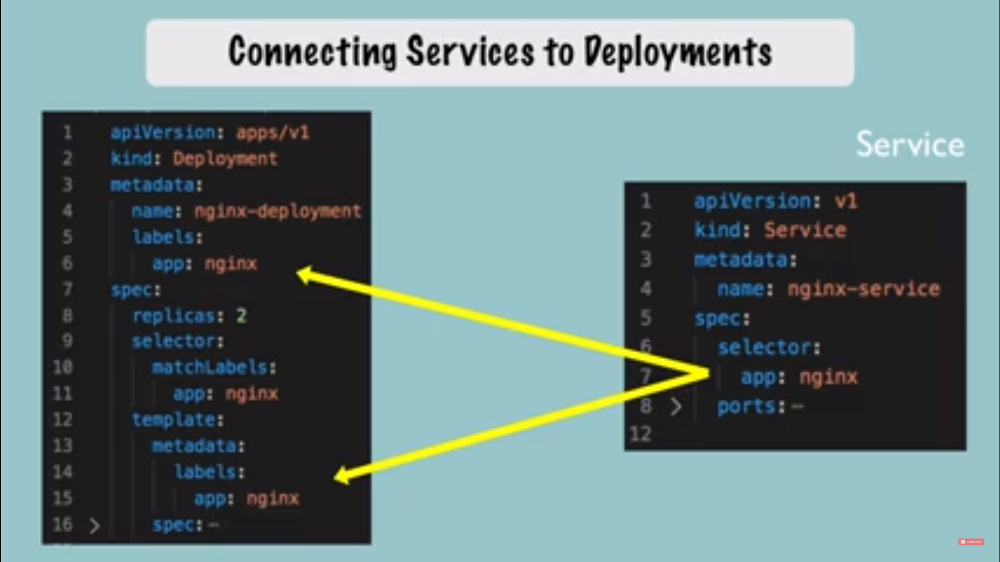 Connecting Services to Deployments
1 apiVersion: apps/v1
2 kind: Deployment
3 metadata:
4 name: nginx-deployment
5 labels:
6 app: nginx
7 spec:
8 replicas: 2
9 selector:
10 matchLabels:
11 app: nginx
12 template:
13 metadata:
14 labels:
15 app: nginx
16 > spec:–
Service
1 apiVersion: v1
2 kind: Service
3 metadata:
4 name: nginx-service
5 spec:
6 selector:
7 app: nginx
8 > ports:–
12
SUBSCRIBE